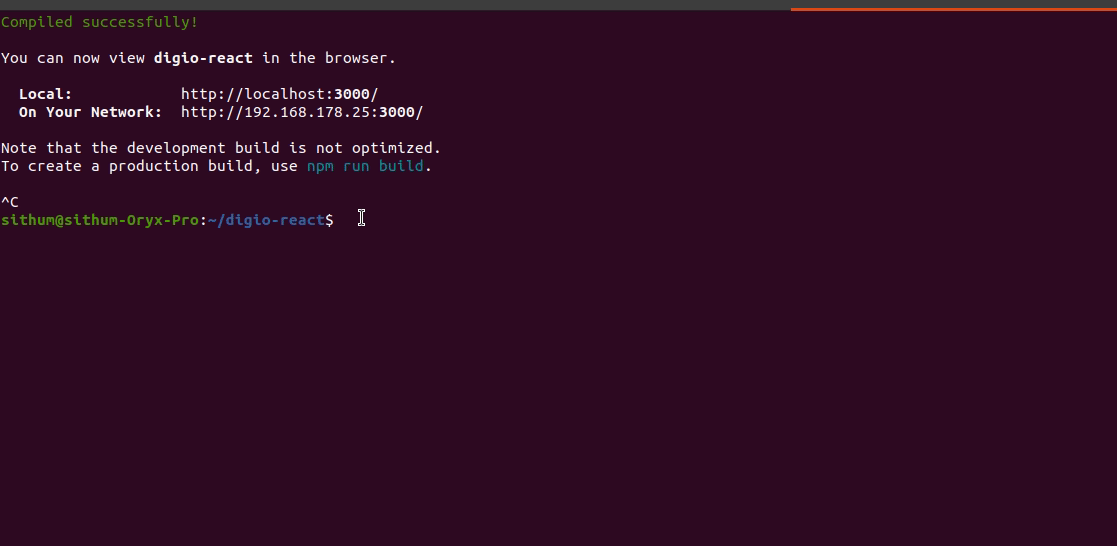 Compiled successfully!
You can now view digio-react in the browser.
Local: http://localhost:3000/
On Your Network: http://192.168.178.25:3000/
Note that the development build is not optimized.
To create a production build, use npm run build.
^C
sithum@sithum-Oryx-Pro:~/digio-react$